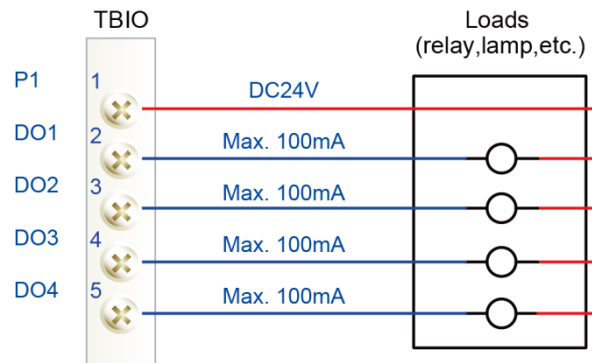 TBIO
Loads
(relay,lamp,etc.)
P1 1 DC24V
DO1 2 Max. 100mA
DO2 3 Max. 100mA
DO3 4 Max. 100mA
DO4 5 Max. 100mA